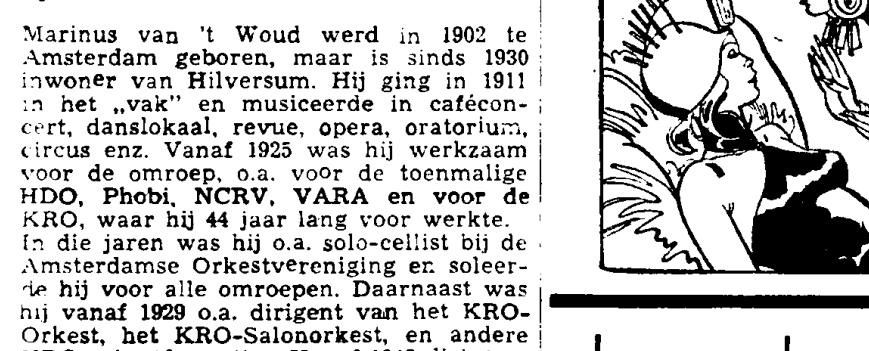 Marinus van 't Woud werd in 1902 te
Amsterdam geboren, maar is sinds 1930
inwoner van Hilversum. Hij ging in 1911
in het „vak” en musiceerde in cafécon-
cert, danslokaal, revue, opera, oratorium,
circus enz. Vanaf 1925 was hij werkzaam
voor de omroep, o.a. voor de toenmalige
HDO, Phobi, NCRV, VARA en voor de
KRO, waar hij 44 jaar lang voor werkte.
In die jaren was hij o.a. solo-cellist bij de
Amsterdamse Orkestvereniging en soleer-
de hij voor alle omroepen. Daarnaast was
hij vanaf 1929 o.a. dirigent van het KRO-
Orkest, het KRO-Salonorkest, en andere